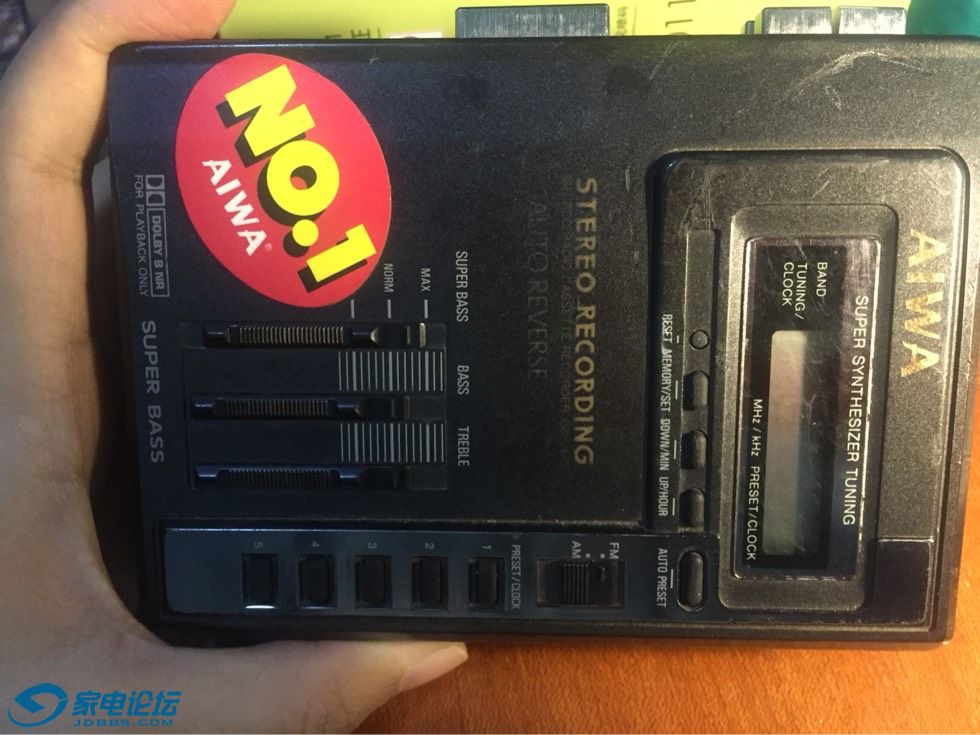 AIWA
SUPER SYNTHESIZER TUNING
BAND
TUNING/
CLOCK
MHz / kHz PRESET/CLOCK
RESET MEMORY/SET DOWN/MIN UP/HOUR
AUTO PRESET
STEREO RECORDING
AUTO REVERSE
FM
AM
PRESET/CLOCK
1
2
3
4
5
SUPER BASS
BASS
TREBLE
MAX
NORM
NO.1
AIWA®
DOLBY B NR
FOR PLAYBACK ONLY
SUPER BASS
家电论坛
JDBBS.COM